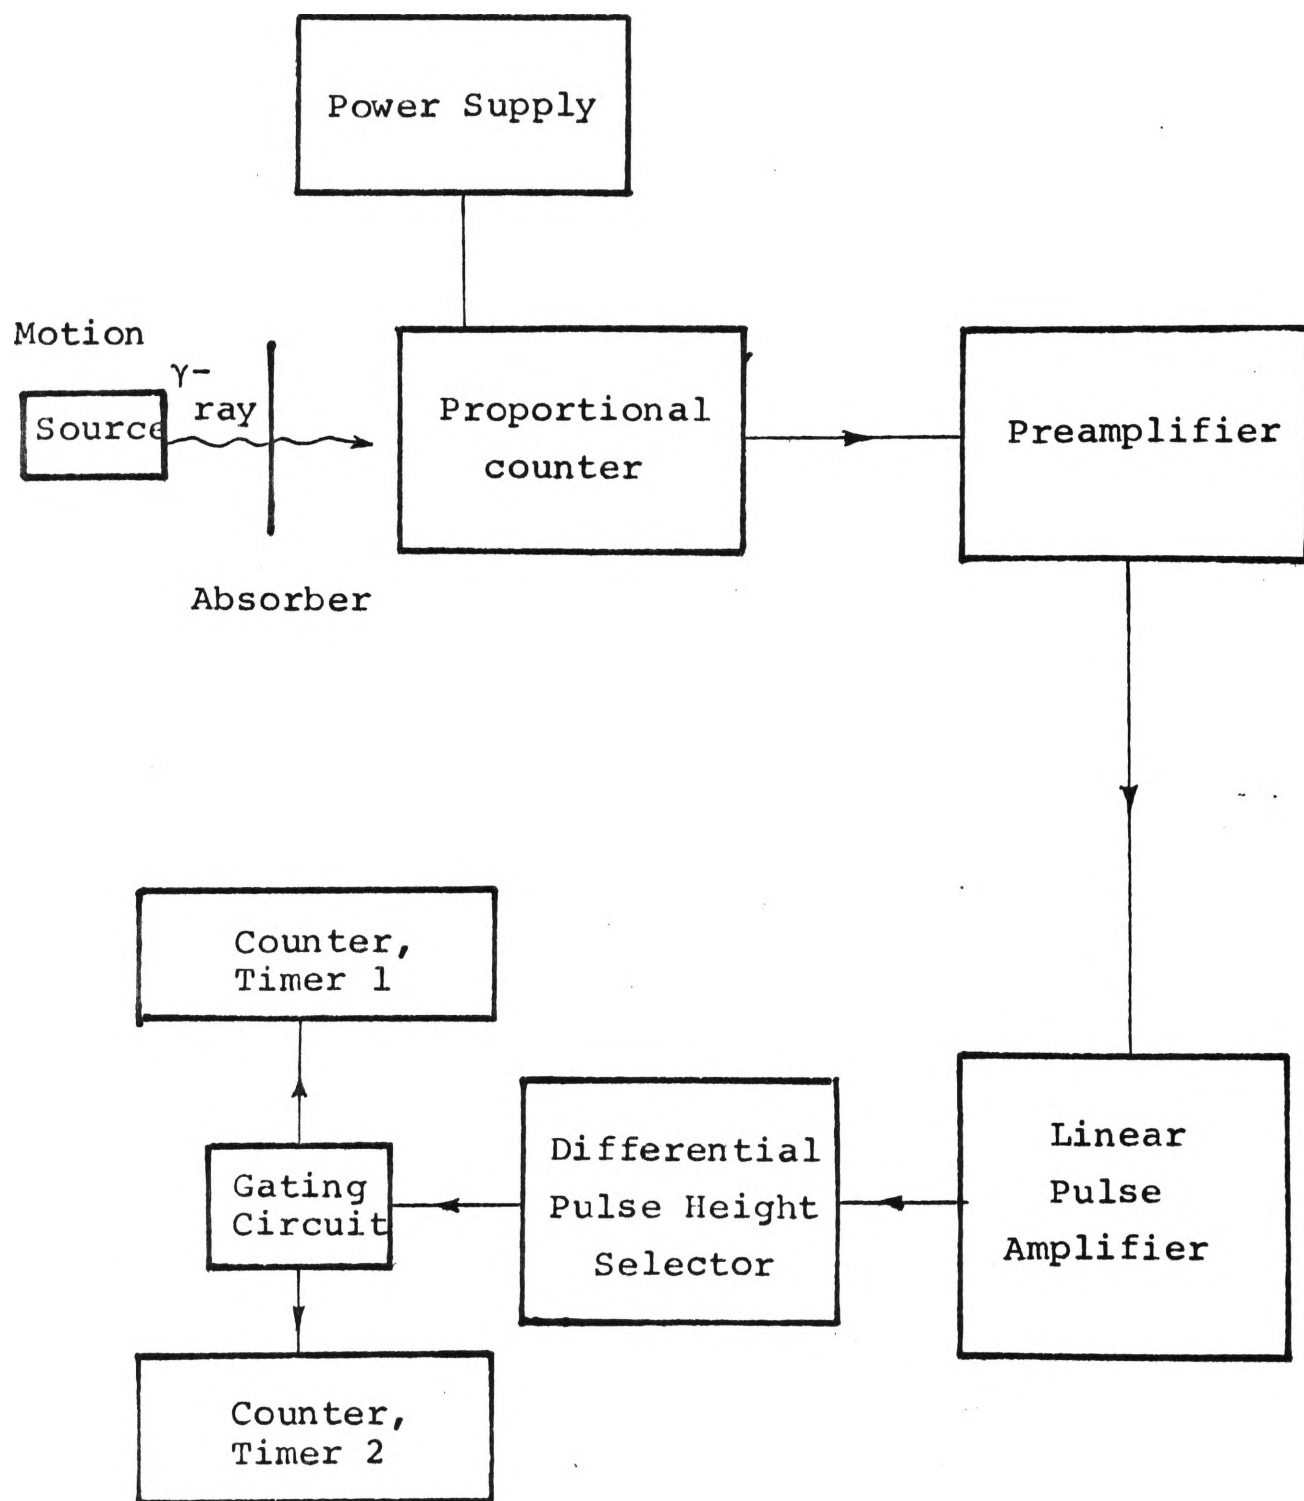 Power Supply
Motion
γ-
ray
Source
Absorber
Proportional
counter
Preamplifier
Linear
Pulse
Amplifier
Differential
Pulse Height
Selector
Gating
Circuit
Counter,
Timer 1
Counter,
Timer 2